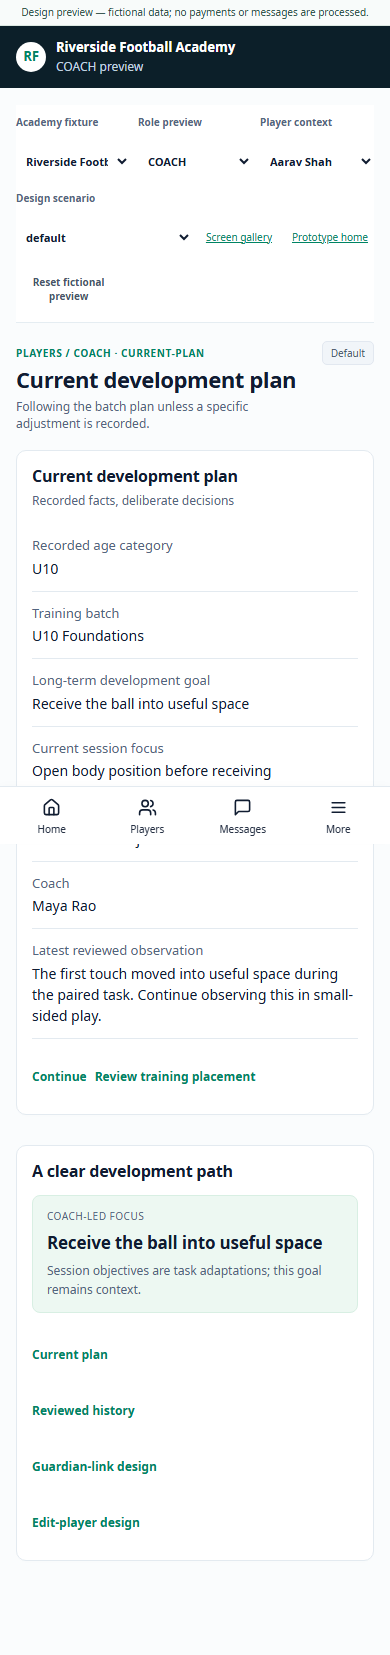 Design preview — fictional data; no payments or messages are processed.
RF
Riverside Football Academy
COACH preview
Academy fixture
Role preview
Player context
Riverside Footb
COACH
Aarav Shah
Design scenario
default
Screen gallery
Prototype home
Reset fictional
preview
PLAYERS / COACH · CURRENT-PLAN
Default
Current development plan
Following the batch plan unless a specific
adjustment is recorded.
Current development plan
Recorded facts, deliberate decisions
Recorded age category
U10
Training batch
U10 Foundations
Long-term development goal
Receive the ball into useful space
Current session focus
Open body position before receiving
Home
Players
Messages
More
Coach
Maya Rao
Latest reviewed observation
The first touch moved into useful space during
the paired task. Continue observing this in small-
sided play.
Continue
Review training placement
A clear development path
COACH-LED FOCUS
Receive the ball into useful space
Session objectives are task adaptations; this goal
remains context.
Current plan
Reviewed history
Guardian-link design
Edit-player design